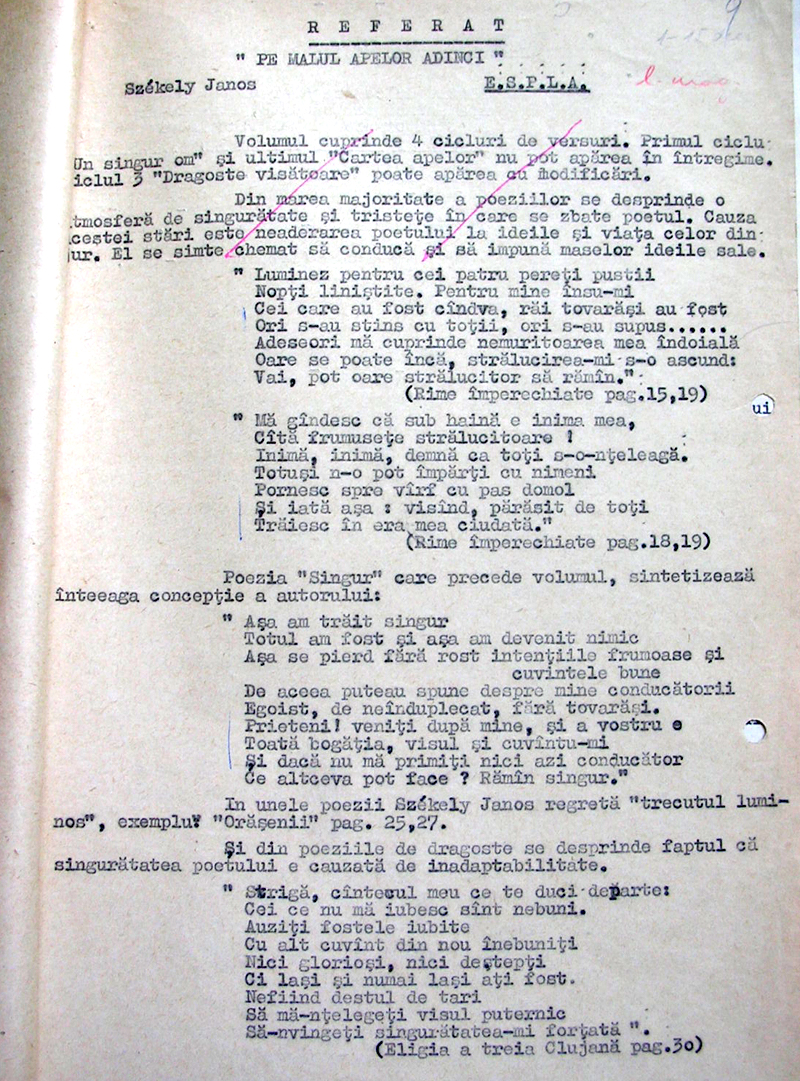 9
R E F E R A T
" PE MALUL APELOR ADINCI "
Székely Janos E.S.P.L.A.
Volumul cuprinde 4 cicluri de versuri. Primul ciclu
Un singur om" şi ultimul "Cartea apelor" nu pot apărea în întregime.
iclul 3 "Dragoste visătoare" poate apărea cu modificări.
Din marea majoritate a poeziilor se desprinde o
tmosferă de singurătate şi tristeţe în care se zbate poetul. Cauza
cestei stări este neaderarea poetului la ideile şi viaţa celor din
jur. El se simte chemat să conducă şi să impună maselor ideile sale.
" Luminez pentru cei patru pereţi pustii
Nopţi liniştite. Pentru mine însu-mi
Cei care au fost cîndva, răi tovarăşi au fost
Ori s-au stins cu toţii, ori s-au supus......
Adeseori mă cuprinde nemuritoarea mea îndoială
Oare se poate încă, strălucirea-mi s-o ascund:
Vai, pot oare strălucitor să rămîn."
(Rime împerechiate pag.15,19)
ui
" Mă gîndesc că sub haină e inima mea,
Cîtă frumuseţe strălucitoare !
Inimă, inimă, demnă ca toţi s-o-nţeleagă.
Totuşi n-o pot împărţi cu nimeni
Pornesc spre vîrf cu pas domol
Şi iată aşa : visînd, părăsit de toţi
Trăiesc în era mea ciudată."
(Rime împerechiate pag.18,19)
Poezia "Singur" care precede volumul, sintetizează
înteeaga concepţie a autorului:
" Aşa am trăit singur
Totul am fost şi aşa am devenit nimic
Aşa se pierd fără rost intenţiile frumoase şi
cuvintele bune
De aceea puteau spune despre mine conducătorii
Egoist, de neînduplecat, fără tovarăşi.
Prieteni! veniţi după mine, şi a vostru e
Toată bogăţia, visul şi cuvîntu-mi
Şi dacă nu mă primiţi nici azi conducător
Ce altceva pot face ? Rămîn singur."
In unele poezii Székely Janos regretă "trecutul lumi-
nos", exemplu: "Orăşenii" pag. 25,27.
Şi din poeziile de dragoste se desprinde faptul că
singurătatea poetului e cauzată de inadaptabilitate.
" Strigă, cîntecul meu ce te duci departe:
Cei ce nu mă iubesc sînt nebuni.
Auziţi fostele iubite
Cu alt cuvînt din nou înebuniţi
Nici glorioşi, nici deştepţi
Ci laşi şi numai laşi aţi fost.
Nefiind destul de tari
Să mă-nţelegeţi visul puternic
Să-nvingeţi singurătatea-mi forţată ".
(Eligia a treia Clujană pag.30)